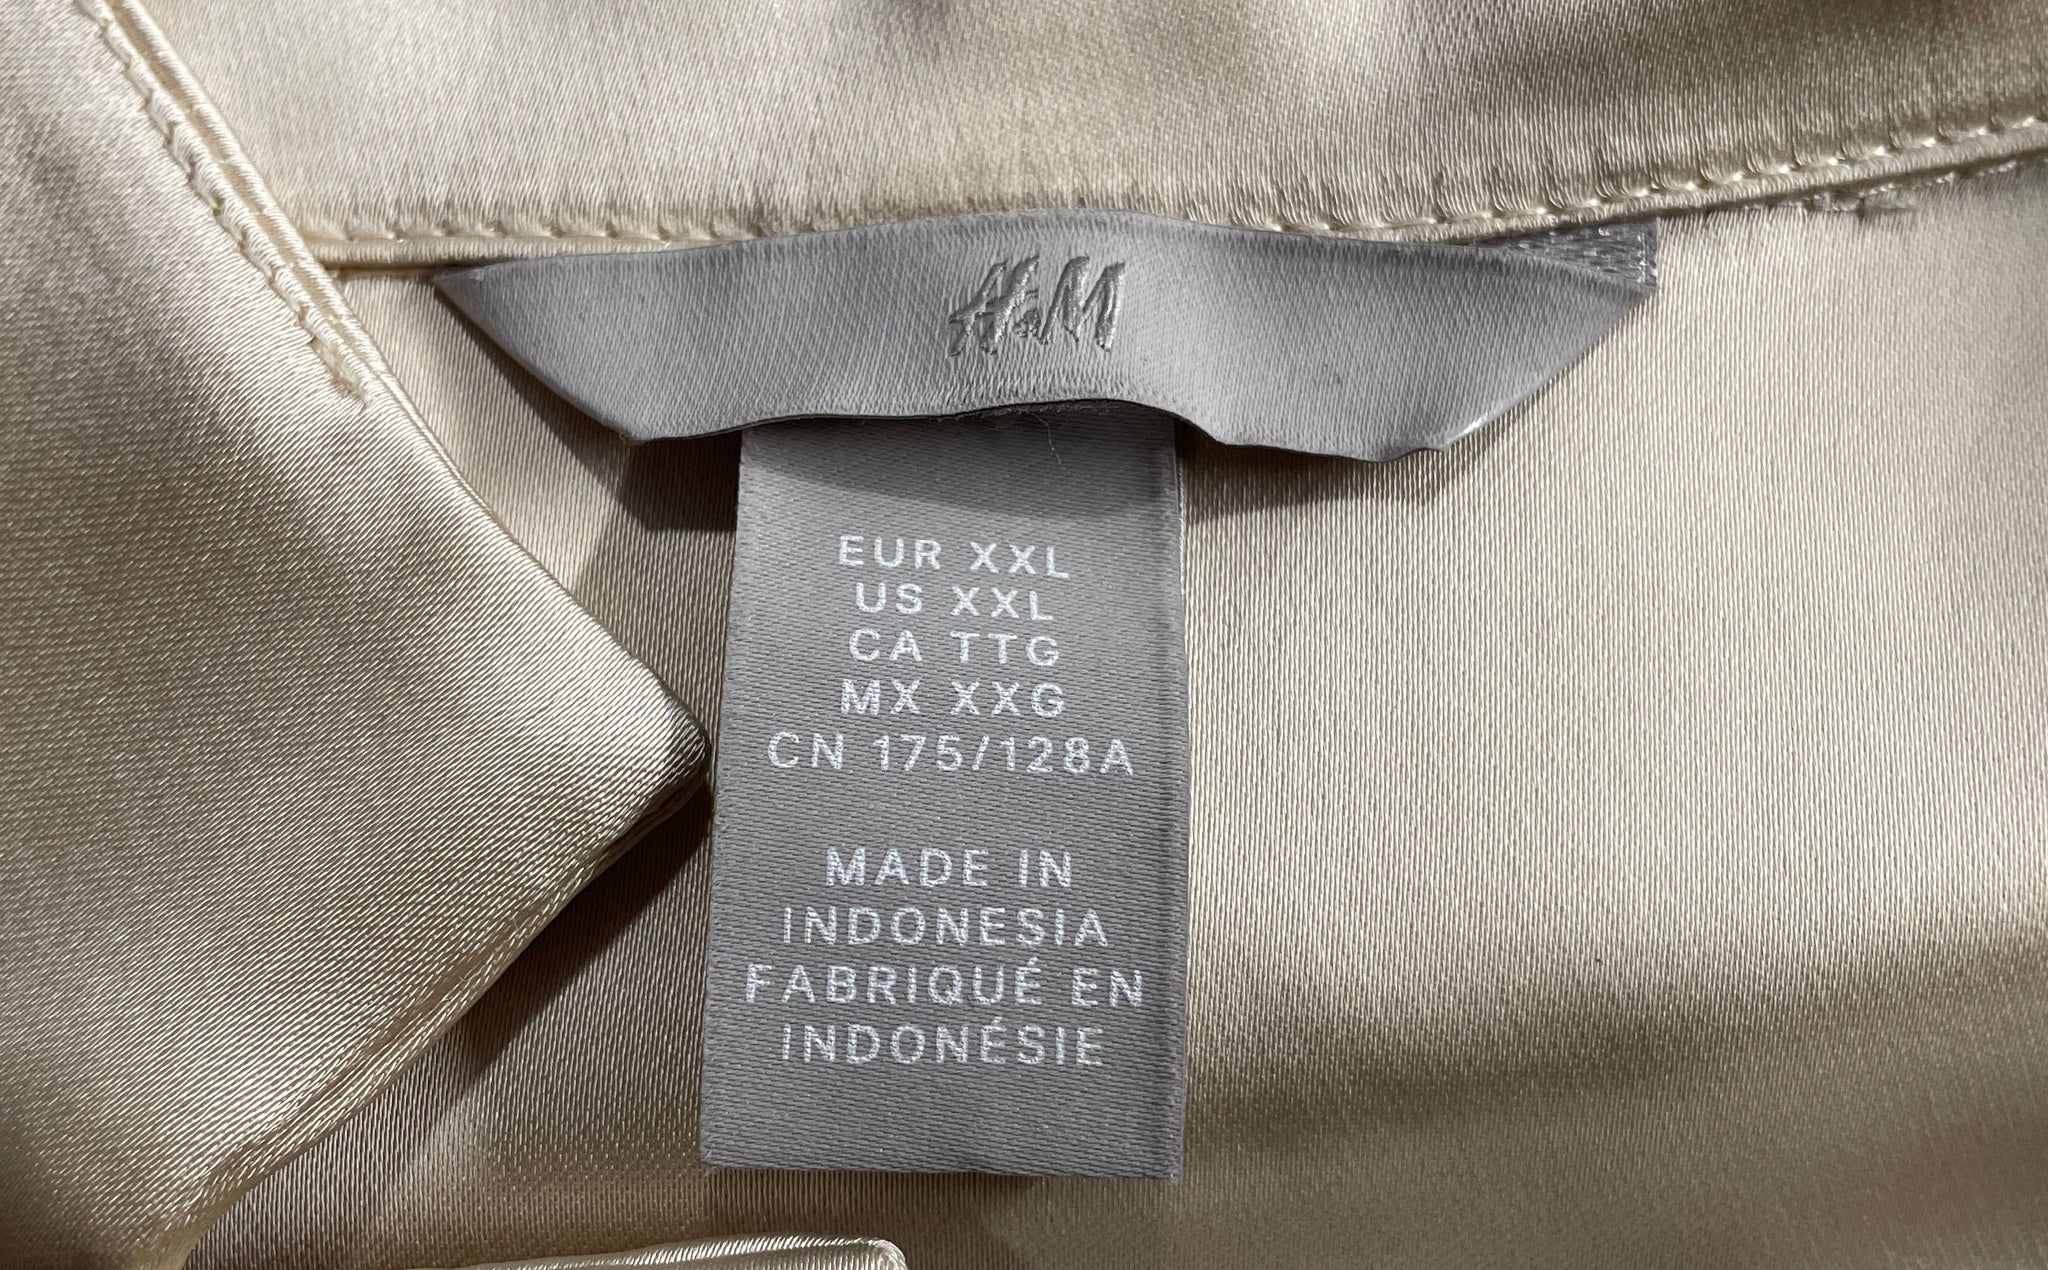 H&M
EUR XXL
US XXL
CA TTG
MX XXG
CN 175/128A
MADE IN
INDONESIA
FABRIQUÉ EN
INDONÉSIE